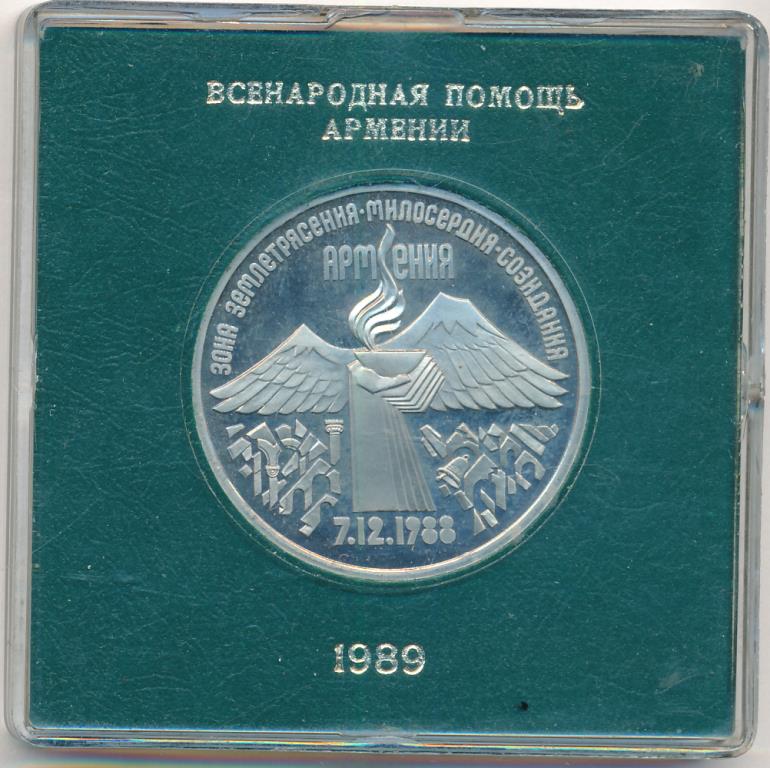 ВСЕНАРОДНАЯ ПОМОЩЬ
АРМЕНИИ
ЗОНА ЗЕМЛЕТРЯСЕНИЯ·МИЛОСЕРДИЯ·СОЗИДАНИЯ
АРМЕНИЯ
7.12.1988
1989